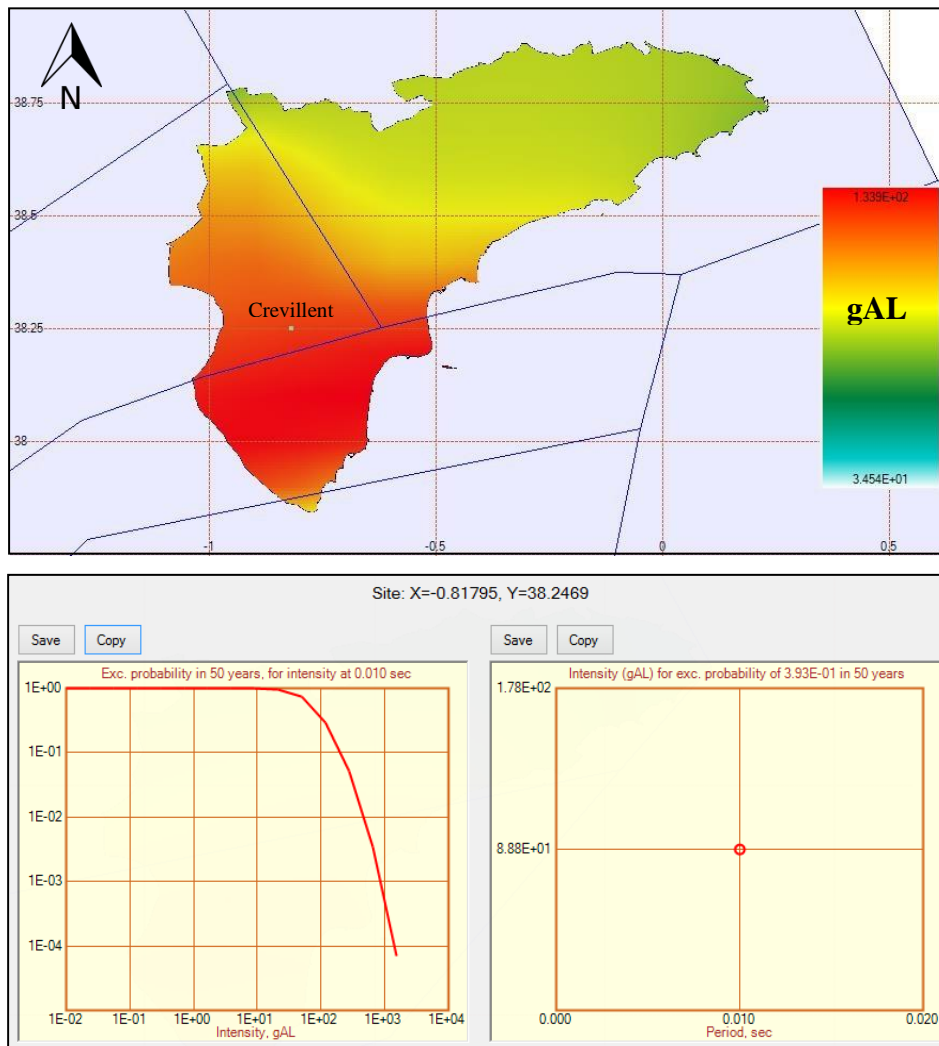 N
38.75
38.5
38.25
38
-1
-0.5
0
0.5
Crevillent
1.339E+02
gAL
3.454E+01
Site: X=-0.81795, Y=38.2469
Save Copy
Exc. probability in 50 years, for intensity at 0.010 sec
1E+00
1E-01
1E-02
1E-03
1E-04
1E-02 1E-01 1E+00 1E+01 1E+02 1E+03 1E+04
Intensity, gAL
Save Copy
Intensity (gAL) for exc. probability of 3.93E-01 in 50 years
1.78E+02
8.88E+01
0.000 0.010 0.020
Period, sec